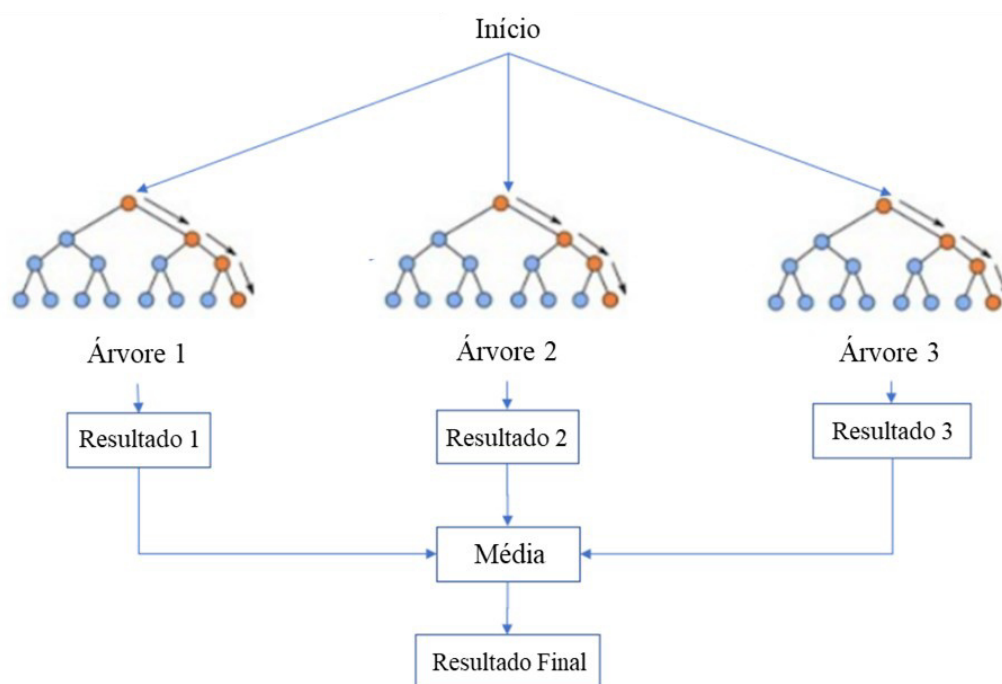 Início
Árvore 1
Árvore 2
Árvore 3
Resultado 1
Resultado 2
Resultado 3
Média
Resultado Final